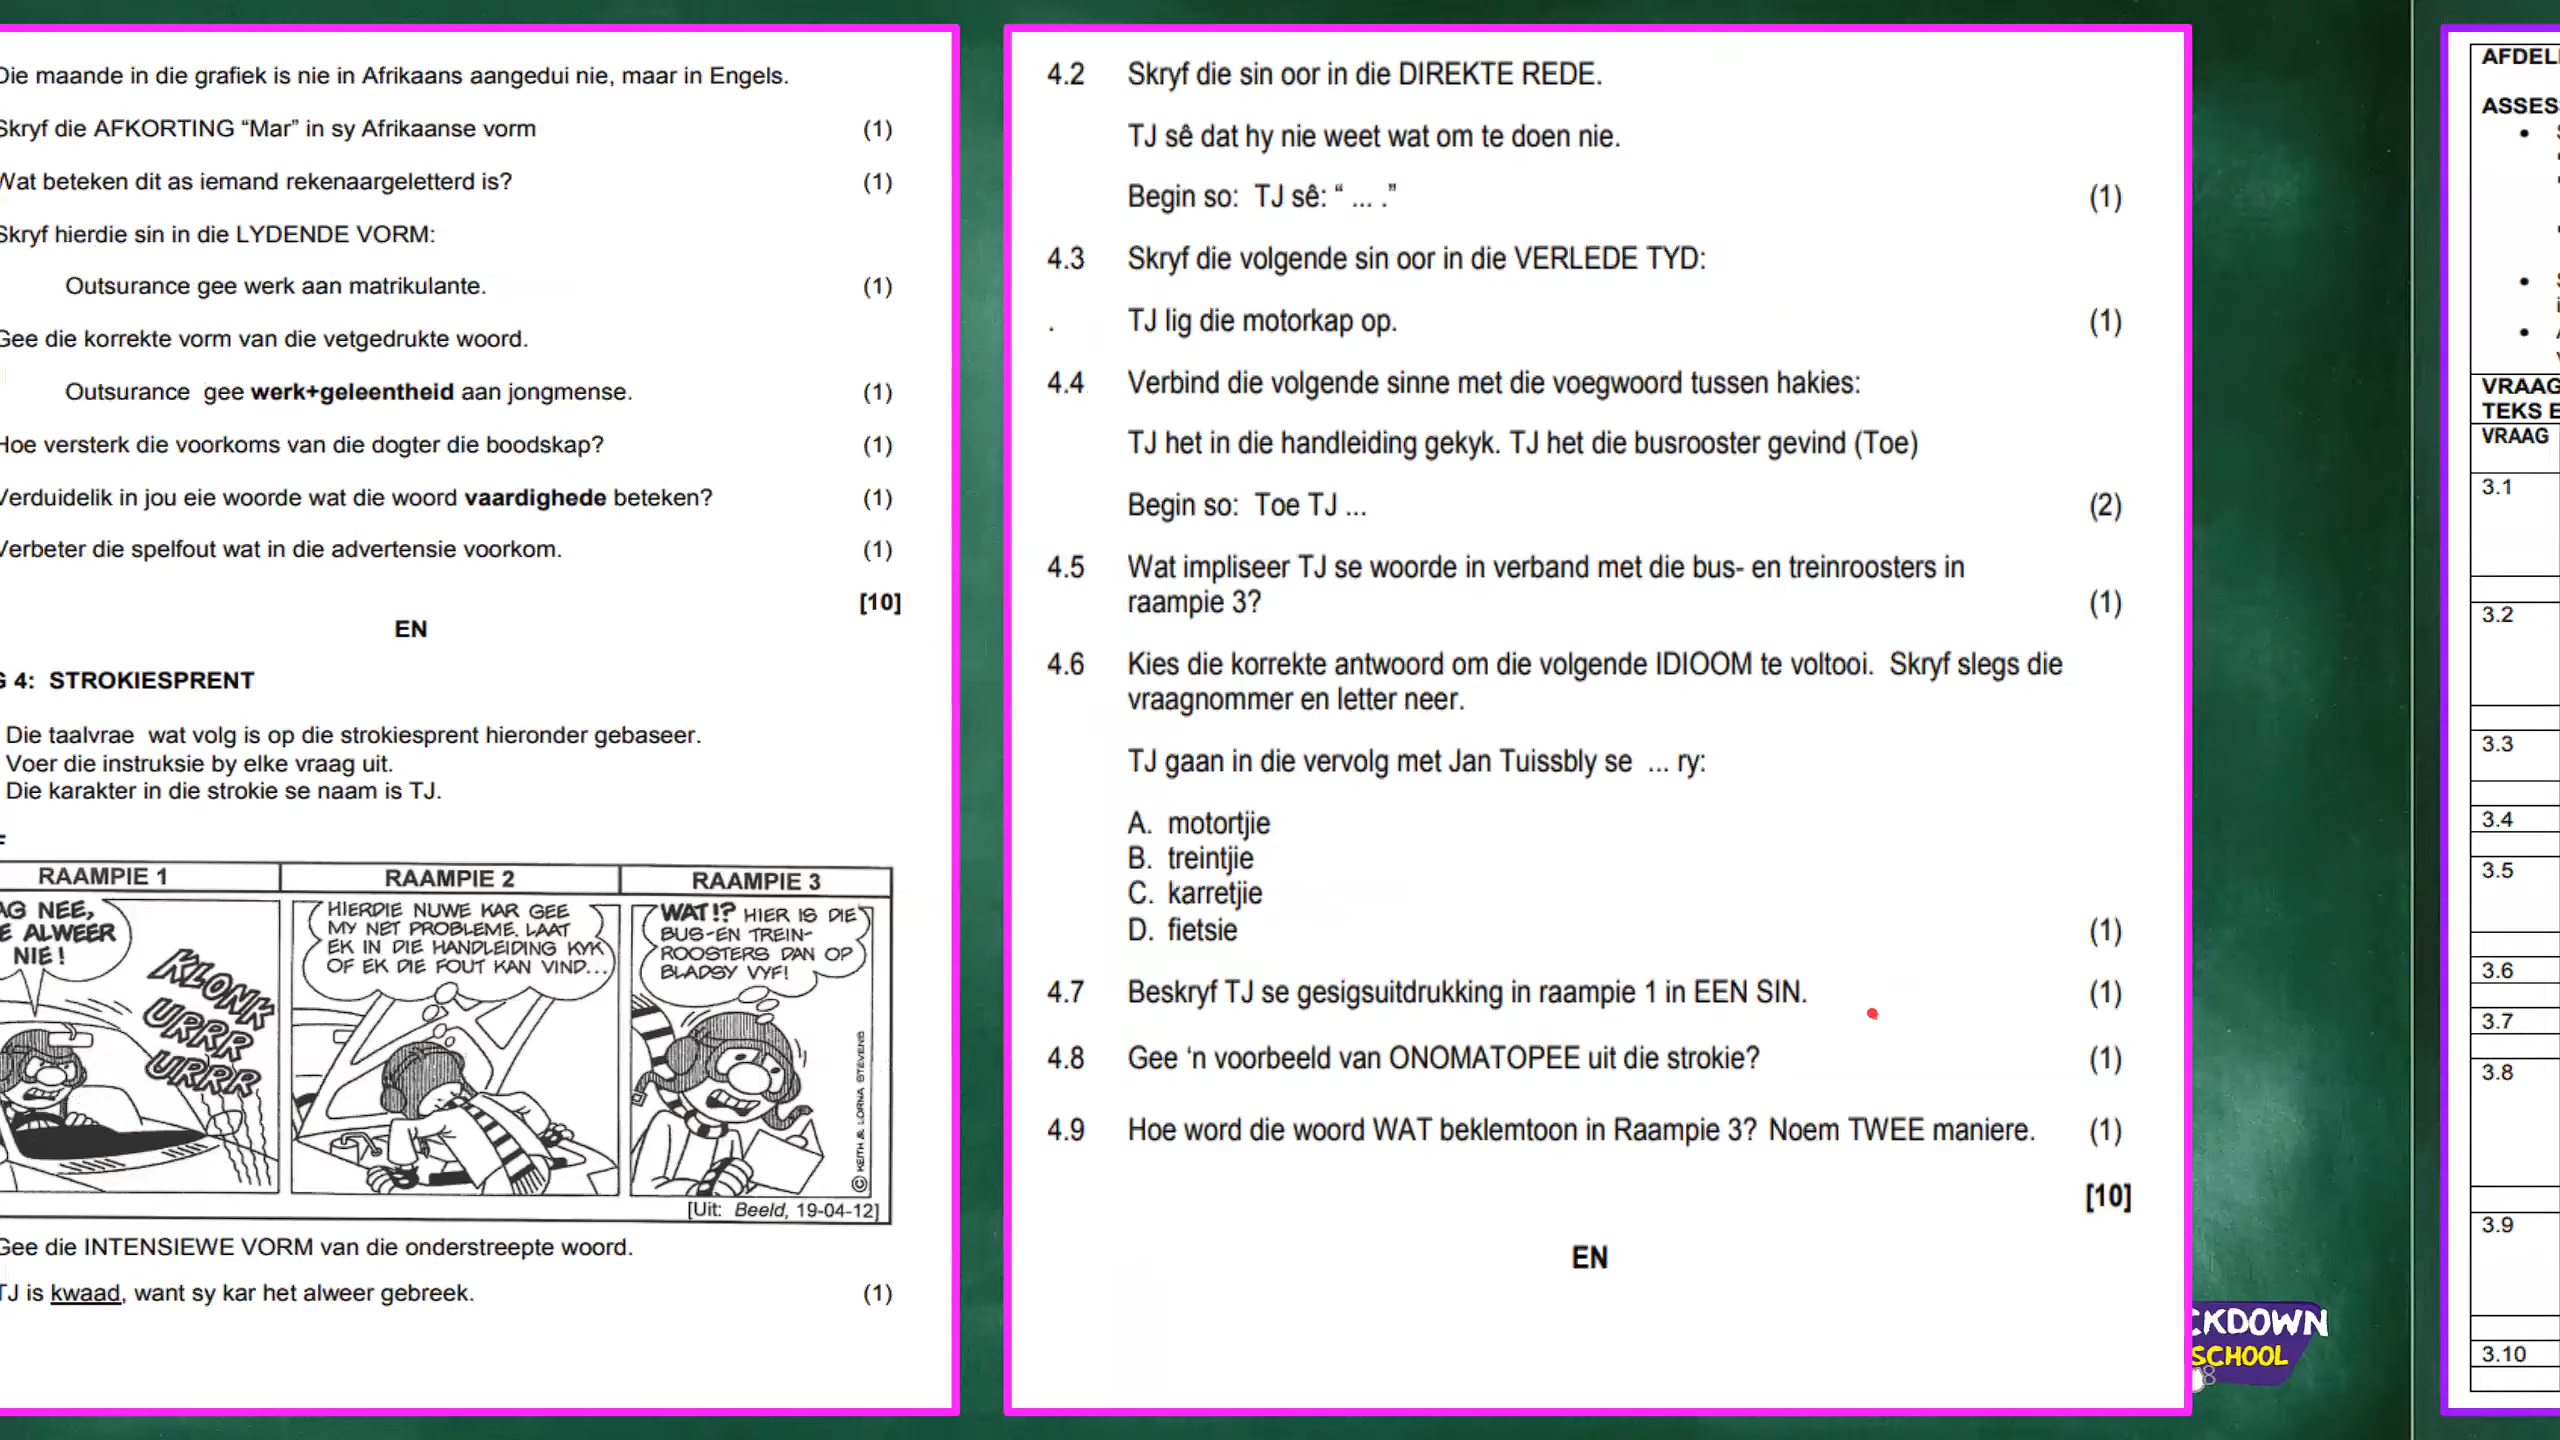 Die maande in die grafiek is nie in Afrikaans aangedui nie, maar in Engels.
Skryf die AFKORTING “Mar” in sy Afrikaanse vorm (1)
Wat beteken dit as iemand rekenaargeletterd is? (1)
Skryf hierdie sin in die LYDENDE VORM:
Outsurance gee werk aan matrikulante. (1)
Gee die korrekte vorm van die vetgedrukte woord.
Outsurance gee werk+geleentheid aan jongmense. (1)
Hoe versterk die voorkoms van die dogter die boodskap? (1)
Verduidelik in jou eie woorde wat die woord vaardighede beteken? (1)
Verbeter die spelfout wat in die advertensie voorkom. (1)
[10]
EN
G 4: STROKIESPRENT
Die taalvrae wat volg is op die strokiesprent hieronder gebaseer.
Voer die instruksie by elke vraag uit.
Die karakter in die strokie se naam is TJ.
F
RAAMPIE 1 RAAMPIE 2 RAAMPIE 3
AG NEE,
E ALWEER
NIE!
KLONK
URRR
URRR
HIERDIE NUWE KAR GEE
MY NET PROBLEME. LAAT
EK IN DIE HANDLEIDING KYK
OF EK DIE FOUT KAN VIND...
WAT!? HIER IS DIE
BUS-EN TREIN-
ROOSTERS DAN OP
BLADSY VYF!
© KEITH & LORNA STEVENS
[Uit: Beeld, 19-04-12]
Gee die INTENSIEWE VORM van die onderstreepte woord.
TJ is kwaad, want sy kar het alweer gebreek. (1)
4.2 Skryf die sin oor in die DIREKTE REDE.
TJ sê dat hy nie weet wat om te doen nie.
Begin so: TJ sê: “ ... .” (1)
4.3 Skryf die volgende sin oor in die VERLEDE TYD:
. TJ lig die motorkap op. (1)
4.4 Verbind die volgende sinne met die voegwoord tussen hakies:
TJ het in die handleiding gekyk. TJ het die busrooster gevind (Toe)
Begin so: Toe TJ ... (2)
4.5 Wat impliseer TJ se woorde in verband met die bus- en treinroosters in
raampie 3? (1)
4.6 Kies die korrekte antwoord om die volgende IDIOOM te voltooi. Skryf slegs die
vraagnommer en letter neer.
TJ gaan in die vervolg met Jan Tuissbly se ... ry:
A. motortjie
B. treintjie
C. karretjie
D. fietsie (1)
4.7 Beskryf TJ se gesigsuitdrukking in raampie 1 in EEN SIN. (1)
4.8 Gee ‘n voorbeeld van ONOMATOPEE uit die strokie? (1)
4.9 Hoe word die woord WAT beklemtoon in Raampie 3? Noem TWEE maniere. (1)
[10]
EN
CKDOWN
SCHOOL
8
AFDEL
ASSES
VRAAG
TEKS E
VRAAG
3.1
3.2
3.3
3.4
3.5
3.6
3.7
3.8
3.9
3.10